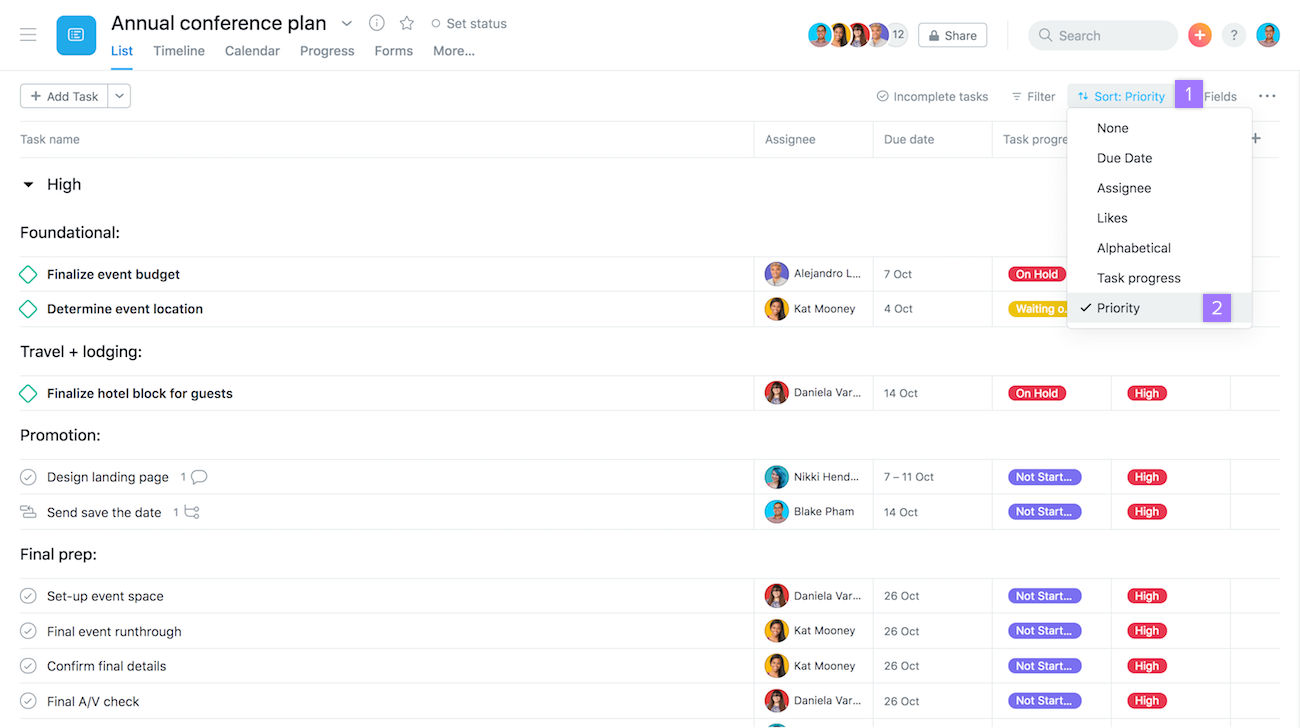 Annual conference plan
Set status
List Timeline Calendar Progress Forms More...
12 Share Search ?
Add Task Incomplete tasks Filter Sort: Priority 1 Fields
Task name Assignee Due date Task progre
None
Due Date
Assignee
Likes
Alphabetical
Task progress
Priority 2
High
Foundational:
Finalize event budget Alejandro L... 7 Oct On Hold
Determine event location Kat Mooney 4 Oct Waiting o..
Travel + lodging:
Finalize hotel block for guests Daniela Var... 14 Oct On Hold High
Promotion:
Design landing page 1 Nikki Hend... 7 – 11 Oct Not Start... High
Send save the date 1 Blake Pham 14 Oct Not Start... High
Final prep:
Set-up event space Daniela Var... 26 Oct Not Start... High
Final event runthrough Kat Mooney 26 Oct Not Start... High
Confirm final details Kat Mooney 26 Oct Not Start... High
Final A/V check Daniela Var... 26 Oct Not Start... High